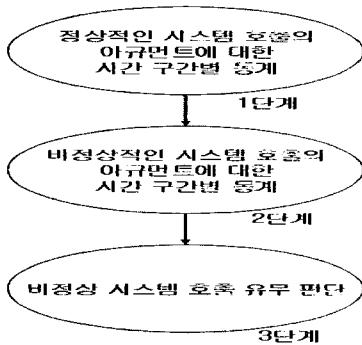 정상적인 시스템 호출의
아규먼트에 대한
시간 구간별 통계
1단계
비정상적인 시스템 호출의
아규먼트에 대한
시간 구간별 통계
2단계
비정상 시스템 호출 유무 판단
3단계